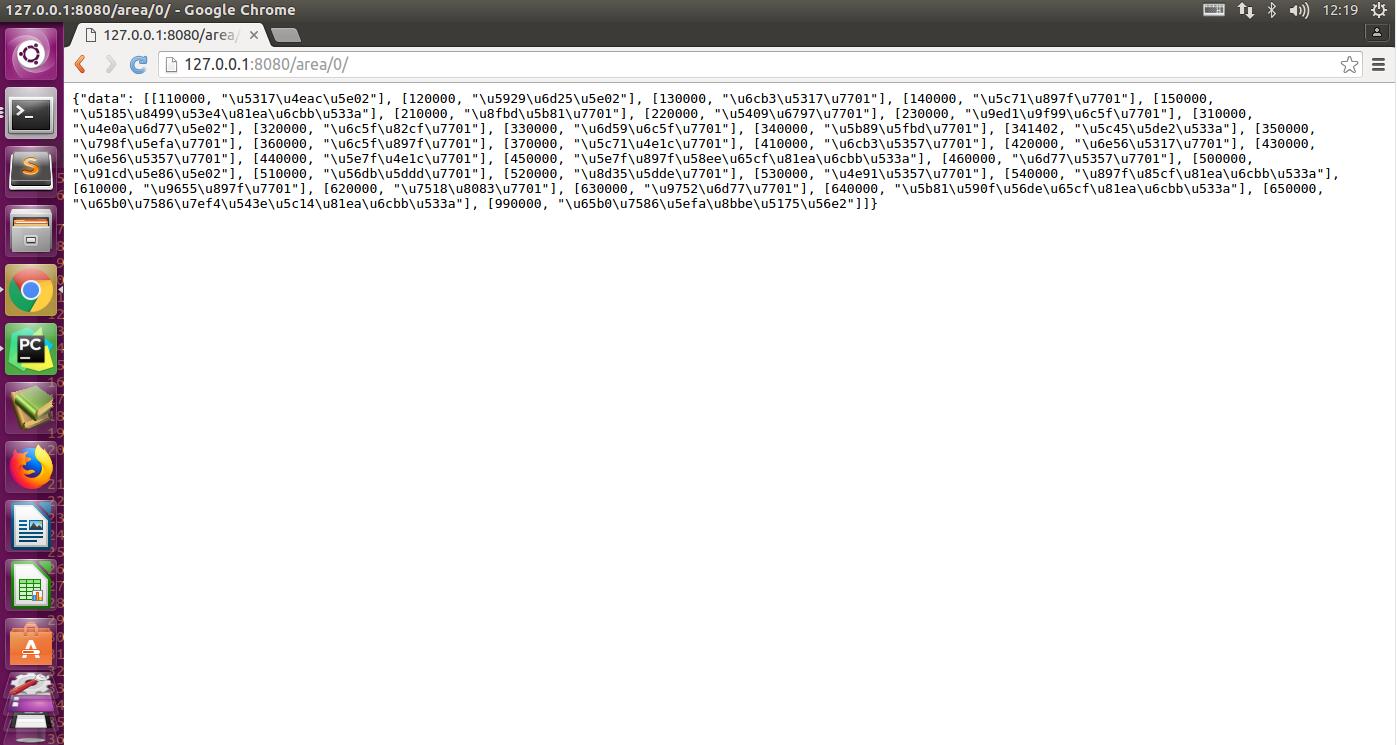 127.0.0.1:8080/area/0/ - Google Chrome
12:19
127.0.0.1:8080/area/
127.0.0.1:8080/area/0/
{"data": [[110000, "\u5317\u4eac\u5e02"], [120000, "\u5929\u6d25\u5e02"], [130000, "\u6cb3\u5317\u7701"], [140000, "\u5c71\u897f\u7701"], [150000,
"\u5185\u8499\u53e4\u81ea\u6cbb\u533a"], [210000, "\u8fbd\u5b81\u7701"], [220000, "\u5409\u6797\u7701"], [230000, "\u9ed1\u9f99\u6c5f\u7701"], [310000,
"\u4e0a\u6d77\u5e02"], [320000, "\u6c5f\u82cf\u7701"], [330000, "\u6d59\u6c5f\u7701"], [340000, "\u5b89\u5fbd\u7701"], [341402, "\u5c45\u5de2\u533a"], [350000,
"\u798f\u5efa\u7701"], [360000, "\u6c5f\u897f\u7701"], [370000, "\u5c71\u4e1c\u7701"], [410000, "\u6cb3\u5357\u7701"], [420000, "\u6e56\u5317\u7701"], [430000,
"\u6e56\u5357\u7701"], [440000, "\u5e7f\u4e1c\u7701"], [450000, "\u5e7f\u897f\u58ee\u65cf\u81ea\u6cbb\u533a"], [460000, "\u6d77\u5357\u7701"], [500000,
"\u91cd\u5e86\u5e02"], [510000, "\u56db\u5ddd\u7701"], [520000, "\u8d35\u5dde\u7701"], [530000, "\u4e91\u5357\u7701"], [540000, "\u897f\u85cf\u81ea\u6cbb\u533a"],
[610000, "\u9655\u897f\u7701"], [620000, "\u7518\u8083\u7701"], [630000, "\u9752\u6d77\u7701"], [640000, "\u5b81\u590f\u56de\u65cf\u81ea\u6cbb\u533a"], [650000,
"\u65b0\u7586\u7ef4\u543e\u5c14\u81ea\u6cbb\u533a"], [990000, "\u65b0\u7586\u5efa\u8bbe\u5175\u56e2"]]}
PC